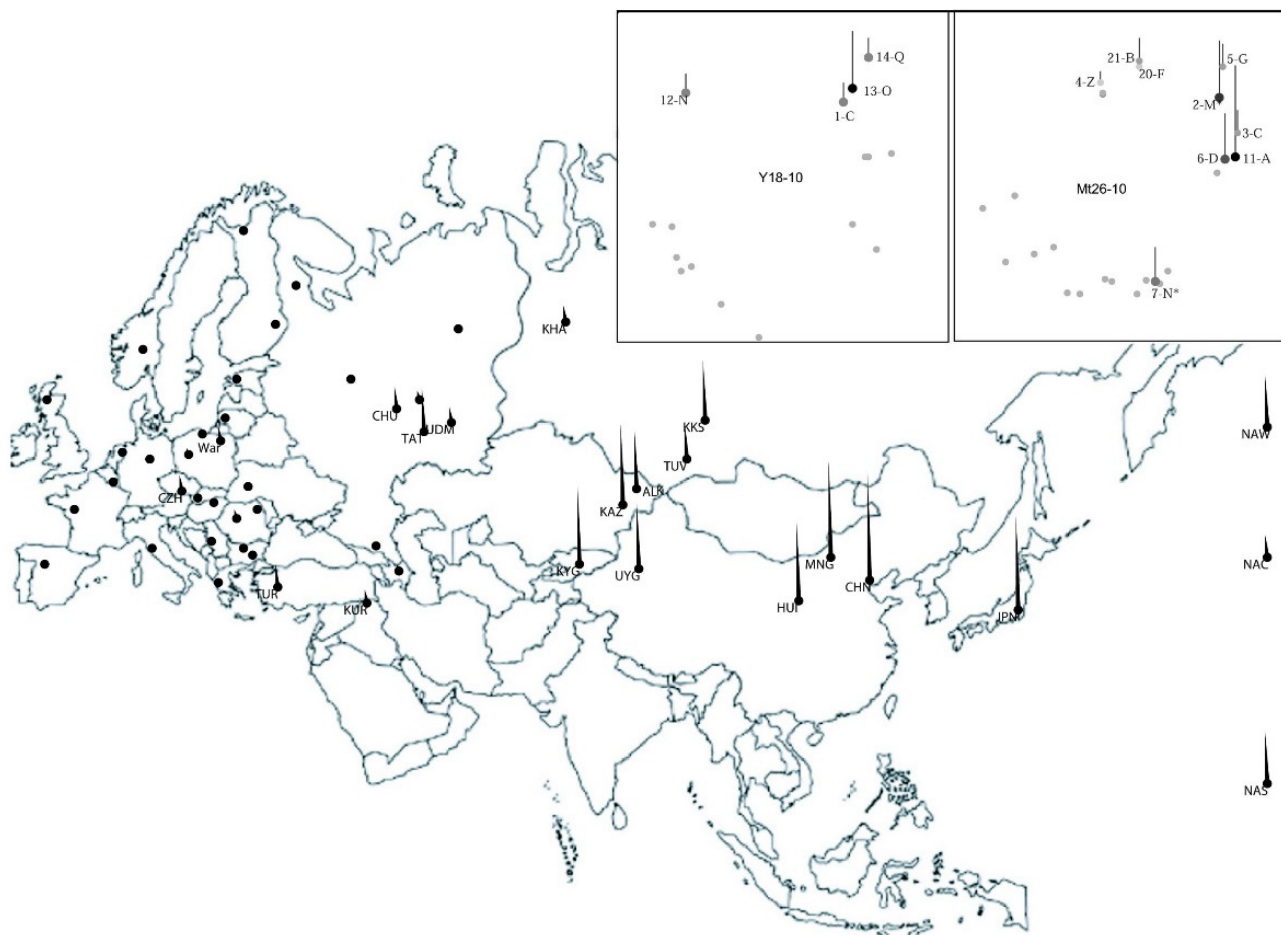 14-Q
12-N
13-O
1-C
Y18-10
21-B
5-G
20-F
4-Z
2-M*
3-C
6-D
11-A
Mt26-10
7-N*
KHA
CHU
TAT
UDM
KKS
NAW
War
TUV
CZH
ALK
KAZ
KYG
UYG
MNG
CHN
NAC
TUR
KUR
HUI
JPN
NAS